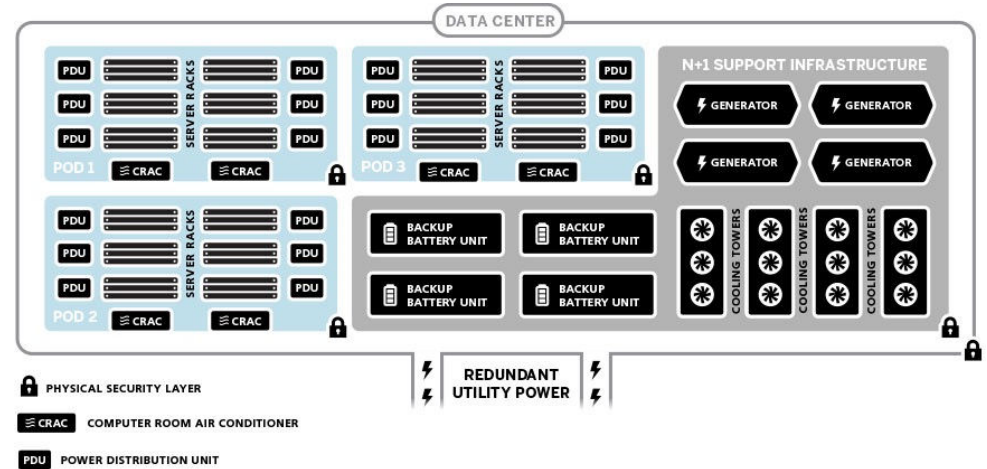 DATA CENTER
PDU
PDU
PDU
SERVER RACKS
PDU
PDU
PDU
POD 1
CRAC
CRAC
PDU
PDU
PDU
SERVER RACKS
PDU
PDU
PDU
POD 3
CRAC
CRAC
N+1 SUPPORT INFRASTRUCTURE
GENERATOR
GENERATOR
GENERATOR
GENERATOR
PDU
PDU
PDU
SERVER RACKS
PDU
PDU
PDU
POD 2
CRAC
CRAC
BACKUP
BATTERY UNIT
BACKUP
BATTERY UNIT
BACKUP
BATTERY UNIT
BACKUP
BATTERY UNIT
COOLING TOWERS
COOLING TOWERS
COOLING TOWERS
REDUNDANT
UTILITY POWER
PHYSICAL SECURITY LAYER
CRAC COMPUTER ROOM AIR CONDITIONER
PDU POWER DISTRIBUTION UNIT